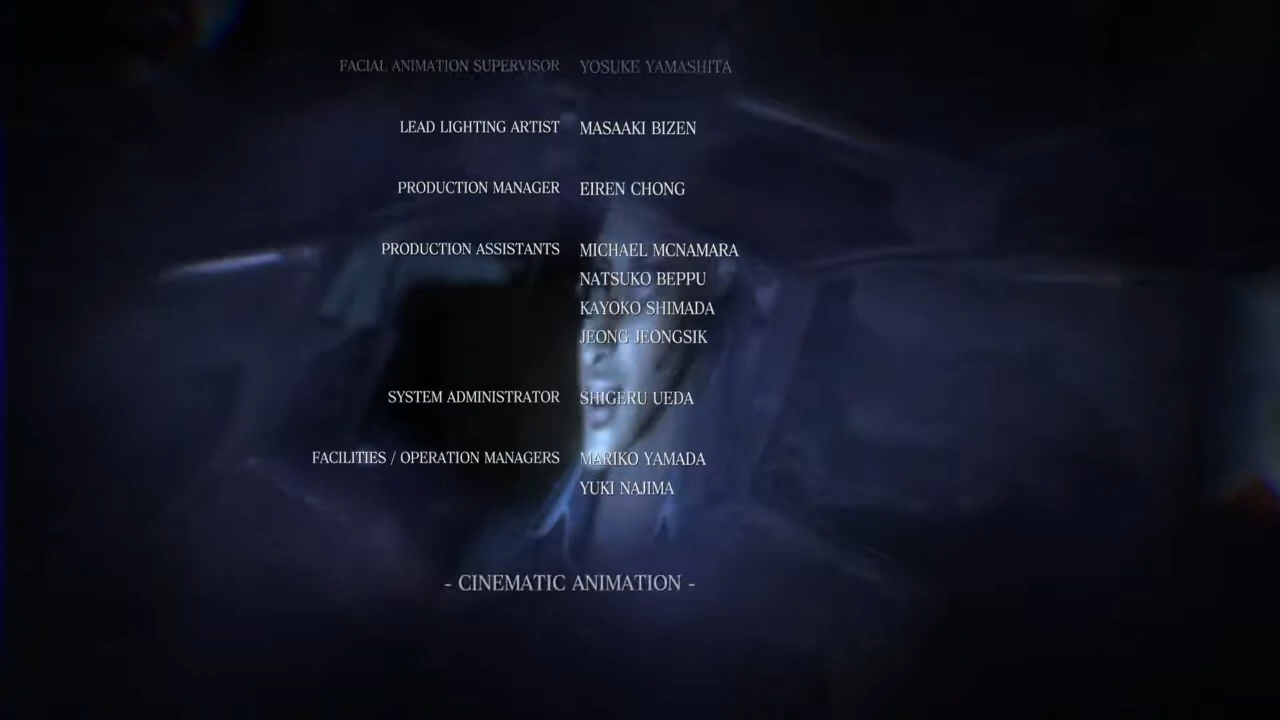 FACIAL ANIMATION SUPERVISOR YOSUKE YAMASHITA
LEAD LIGHTING ARTIST MASAAKI BIZEN
PRODUCTION MANAGER EIREN CHONG
PRODUCTION ASSISTANTS MICHAEL MCNAMARA
NATSUKO BEPPU
KAYOKO SHIMADA
JEONG JEONGSIK
SYSTEM ADMINISTRATOR SHIGERU UEDA
FACILITIES / OPERATION MANAGERS MARIKO YAMADA
YUKI NAJIMA
- CINEMATIC ANIMATION -